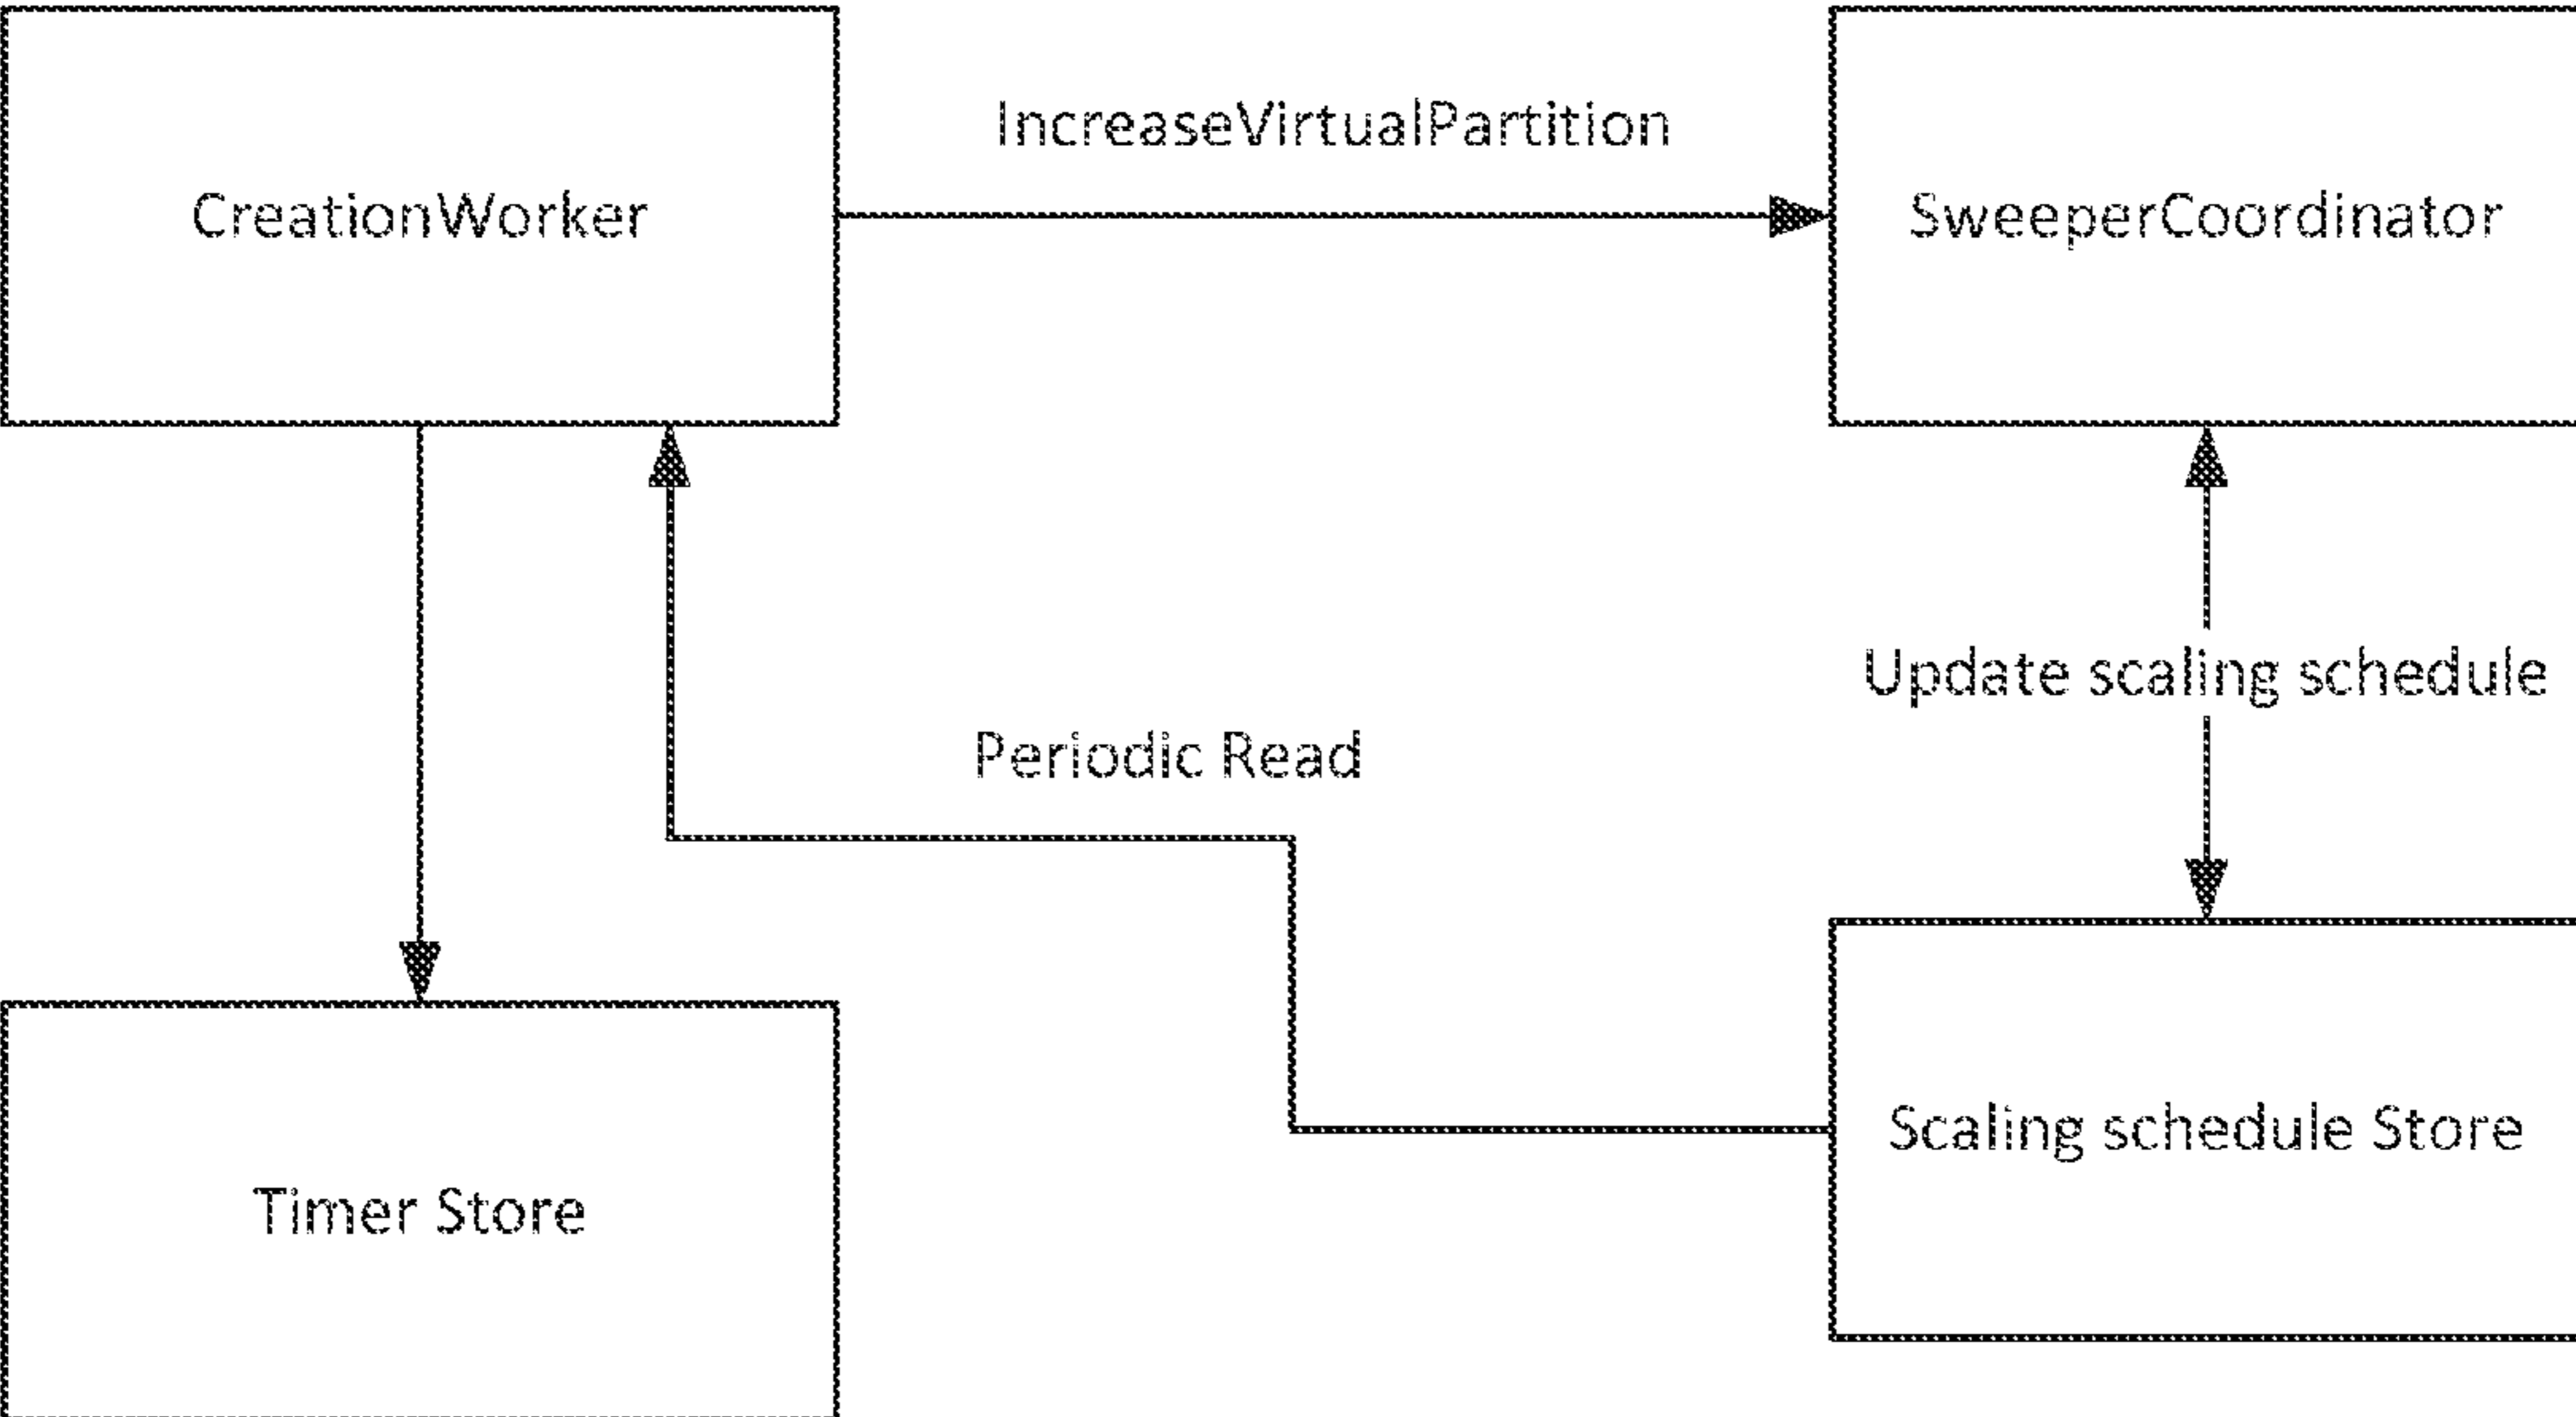 IncreaseVirtualPartition
CreationWorker
SweeperCoordinator
Update scaling schedule
Periodic Read
Scaling schedule Store
Timer Store